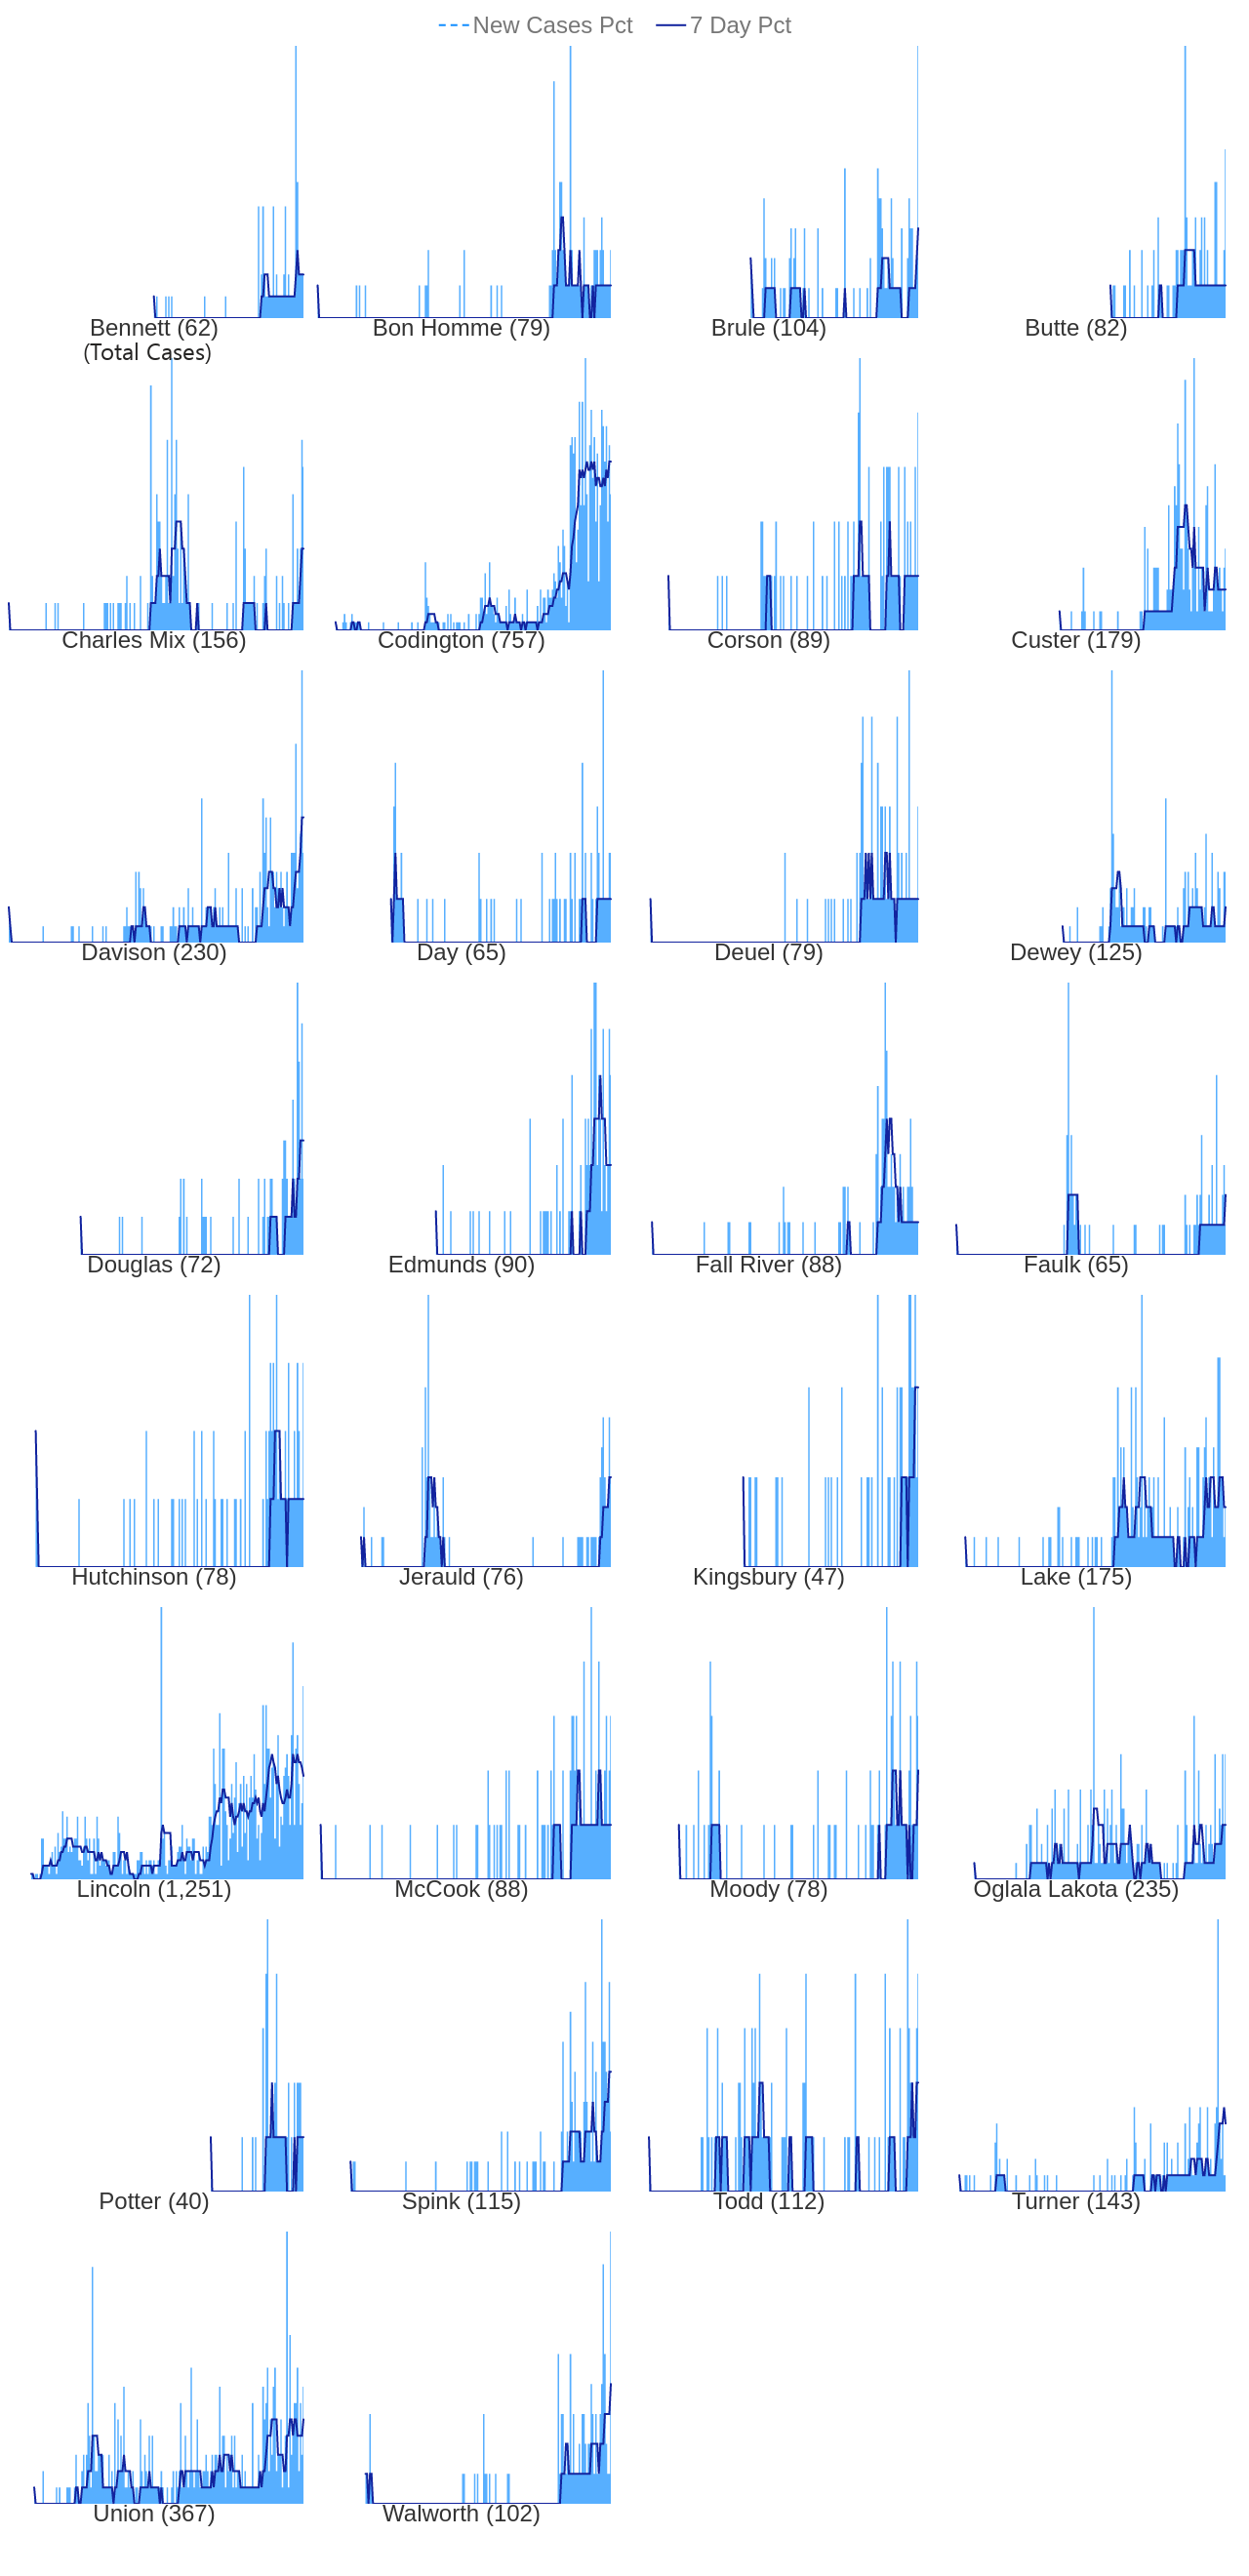 New Cases Pct 7 Day Pct
Bennett (62) Bon Homme (79) Brule (104) Butte (82)
(Total Cases)
Charles Mix (156) Codington (757) Corson (89) Custer (179)
Davison (230) Day (65) Deuel (79) Dewey (125)
Douglas (72) Edmunds (90) Fall River (88) Faulk (65)
Hutchinson (78) Jerauld (76) Kingsbury (47) Lake (175)
Lincoln (1,251) McCook (88) Moody (78) Oglala Lakota (235)
Potter (40) Spink (115) Todd (112) Turner (143)
Union (367) Walworth (102)